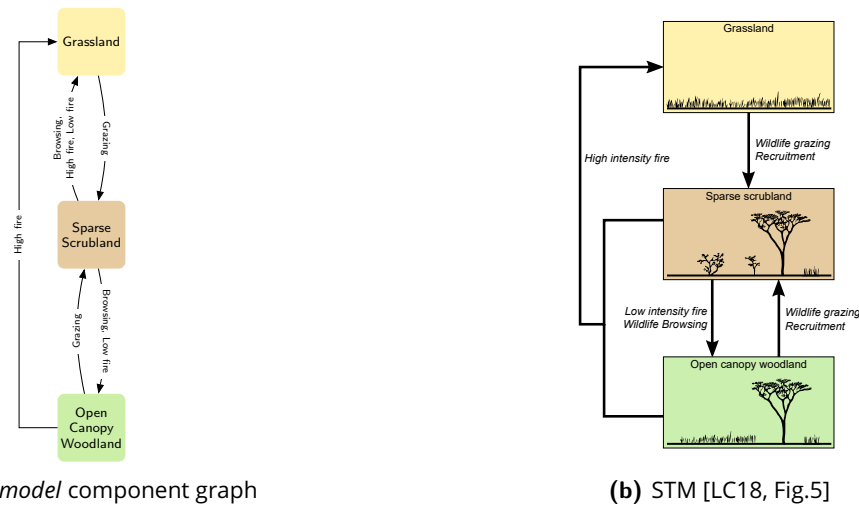 Grassland
Browsing,
High fire, Low fire
Grazing
High fire
Sparse
Scrubland
Grazing
Browsing, Low fire
Open
Canopy
Woodland
model component graph
Grassland
High intensity fire
Wildlife grazing
Recruitment
Sparse scrubland
Low intensity fire
Wildlife Browsing
Wildlife grazing
Recruitment
Open canopy woodland
(b) STM [LC18, Fig.5]